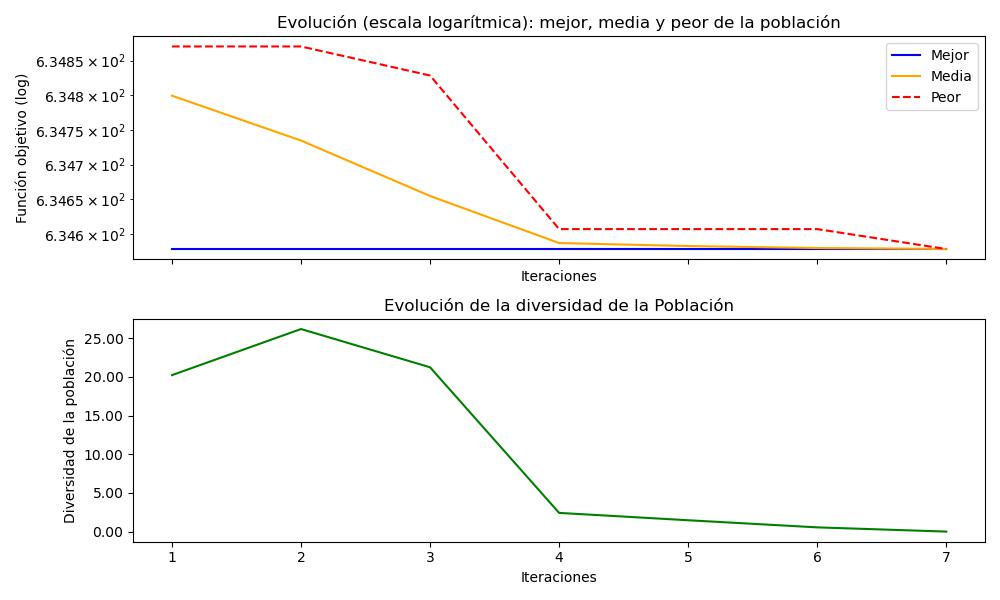 Evolución (escala logarítmica): mejor, media y peor de la población
Función objetivo (log)
6.3485 × 10²
6.348 × 10²
6.3475 × 10²
6.347 × 10²
6.3465 × 10²
6.346 × 10²
Mejor
Media
Peor
Iteraciones
Evolución de la diversidad de la Población
Diversidad de la población
25.00
20.00
15.00
10.00
5.00
0.00
1 2 3 4 5 6 7
Iteraciones